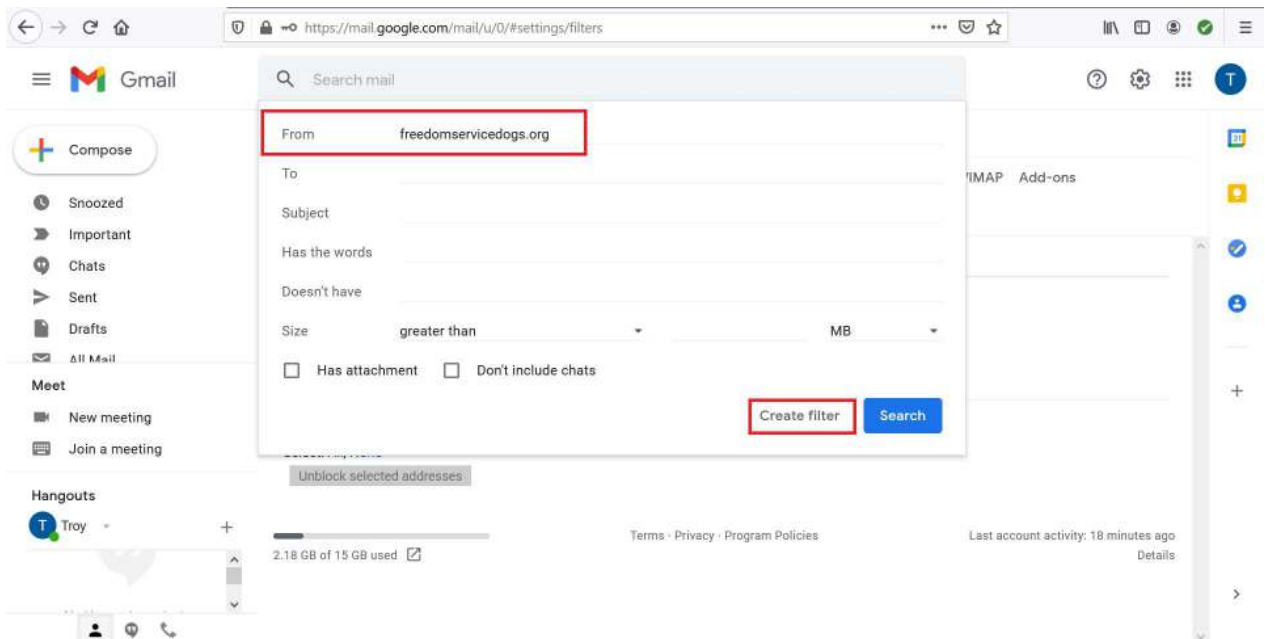 https://mail.google.com/mail/u/0/#settings/filters
Gmail
Search mail
T
Compose
Snoozed
Important
Chats
Sent
Drafts
All Mail
Meet
New meeting
Join a meeting
Hangouts
T Troy
From freedomservicedogs.org
To
Subject
Has the words
Doesn't have
Size greater than MB
Has attachment Don't include chats
Create filter Search
/IMAP Add-ons
31
Unblock selected addresses
2.18 GB of 15 GB used
Terms · Privacy · Program Policies
Last account activity: 18 minutes ago
Details